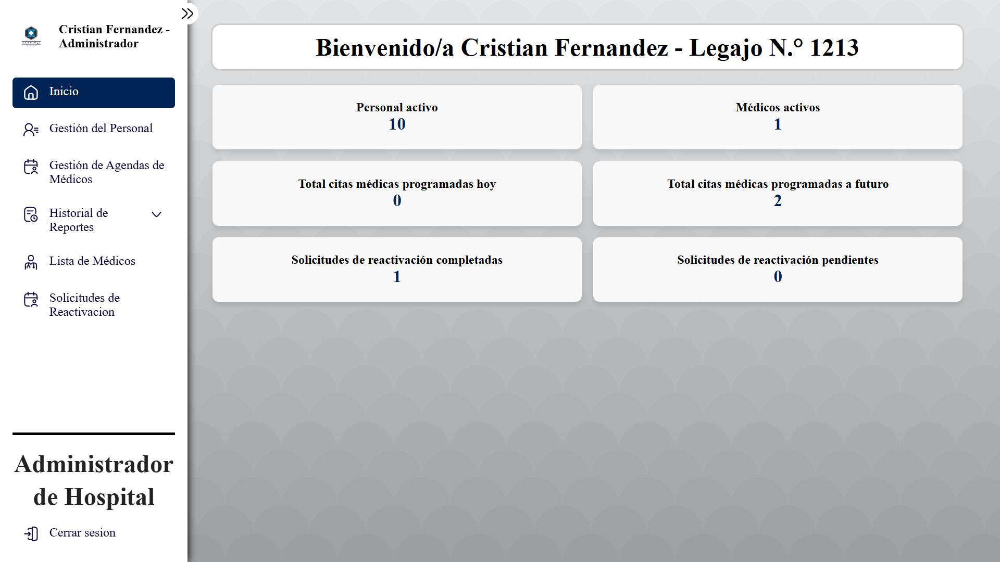 Cristian Fernandez -
Administrador
HOSPITAL
Inicio
Gestión del Personal
Gestión de Agendas de
Médicos
Historial de
Reportes
Lista de Médicos
Solicitudes de
Reactivacion
Administrador
de Hospital
Cerrar sesion
Bienvenido/a Cristian Fernandez - Legajo N.° 1213
Personal activo
10
Médicos activos
1
Total citas médicas programadas hoy
0
Total citas médicas programadas a futuro
2
Solicitudes de reactivación completadas
1
Solicitudes de reactivación pendientes
0